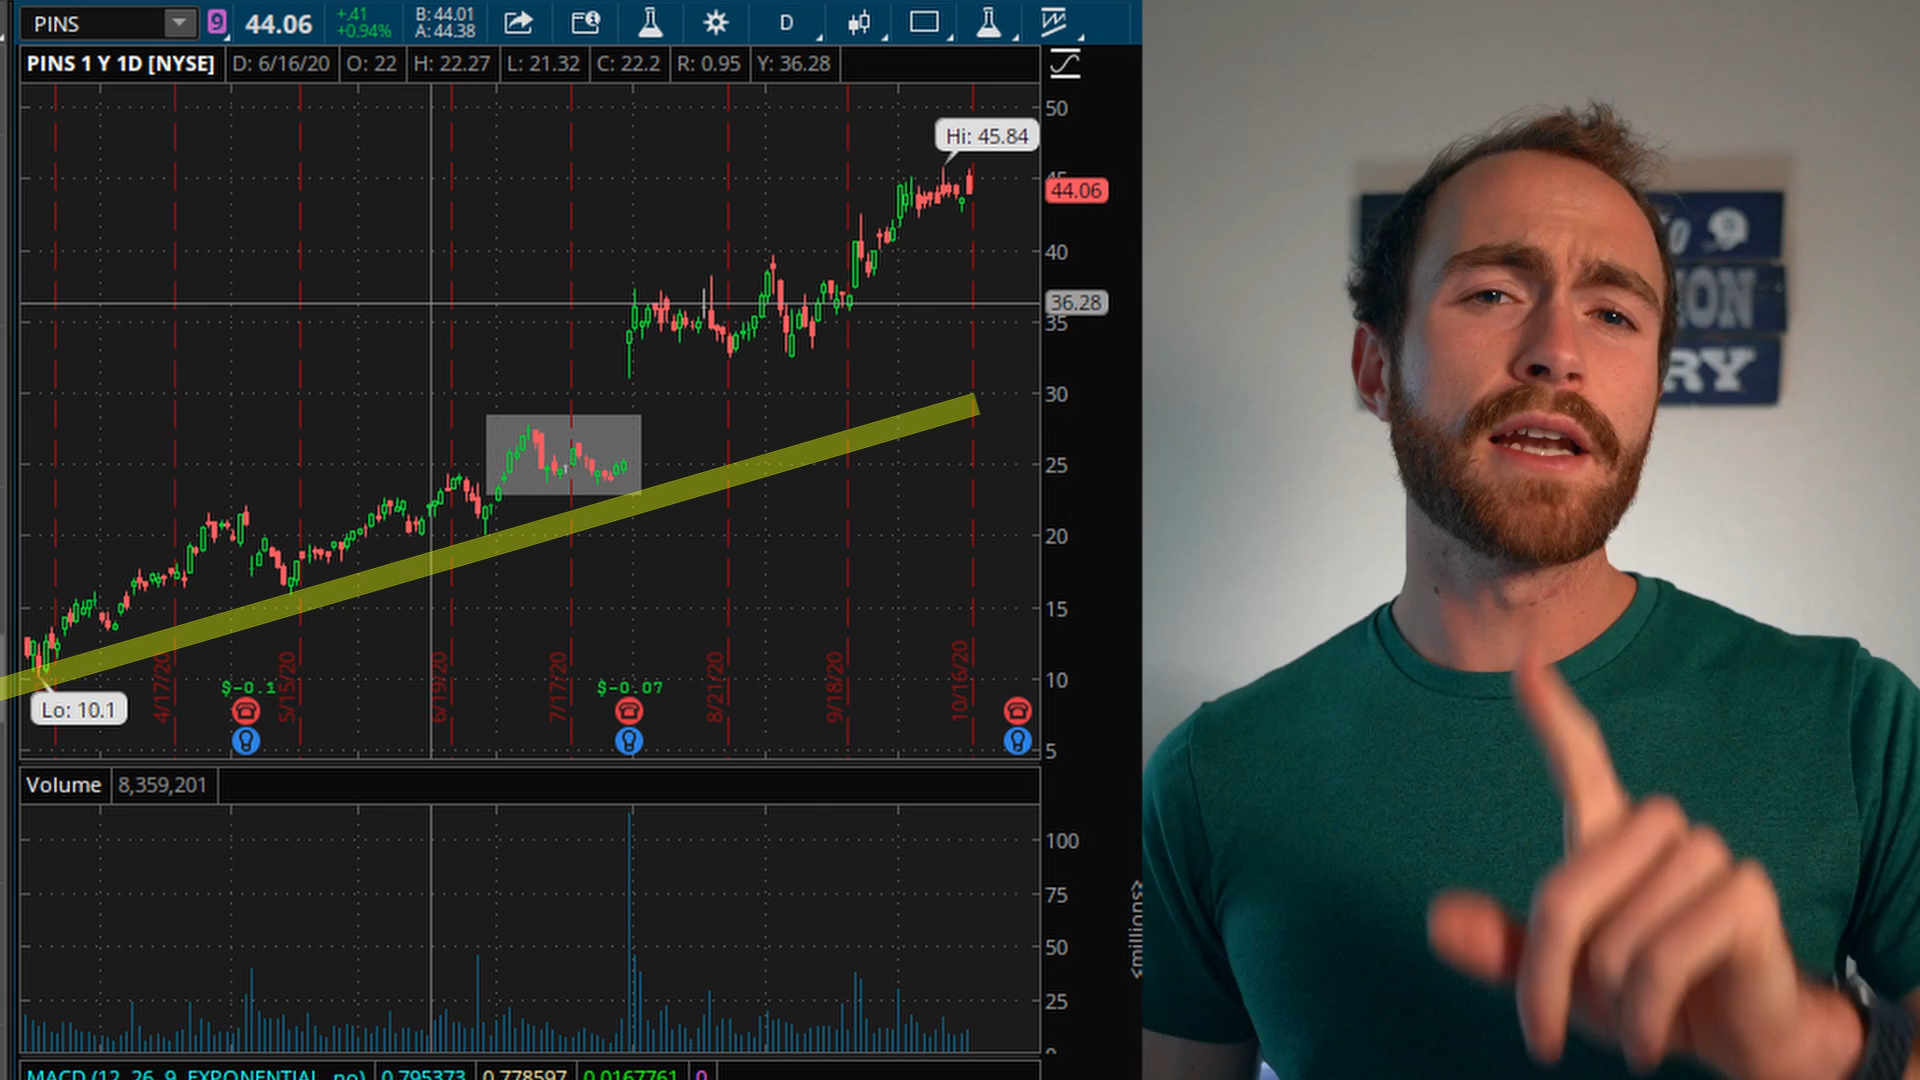 PINS 9 44.06 +.41 +0.94% B: 44.01 A: 44.38 D
PINS 1 Y 1D [NYSE] D: 6/16/20 O: 22 H: 22.27 L: 21.32 C: 22.2 R: 0.95 Y: 36.28
50
Hi: 45.84
45
44.06
40
36.28
35
30
25
20
15
10
5
Lo: 10.1
4/17/20
5/15/20
6/19/20
7/17/20
8/21/20
9/18/20
10/16/20
$-0.1
$-0.07
Volume 8,359,201
100
75
50
25
0
<millions>
MACD (12, 26, 9, EXPONENTIAL, no) 0.795373 0.778597 0.0167761 0
ION
RY